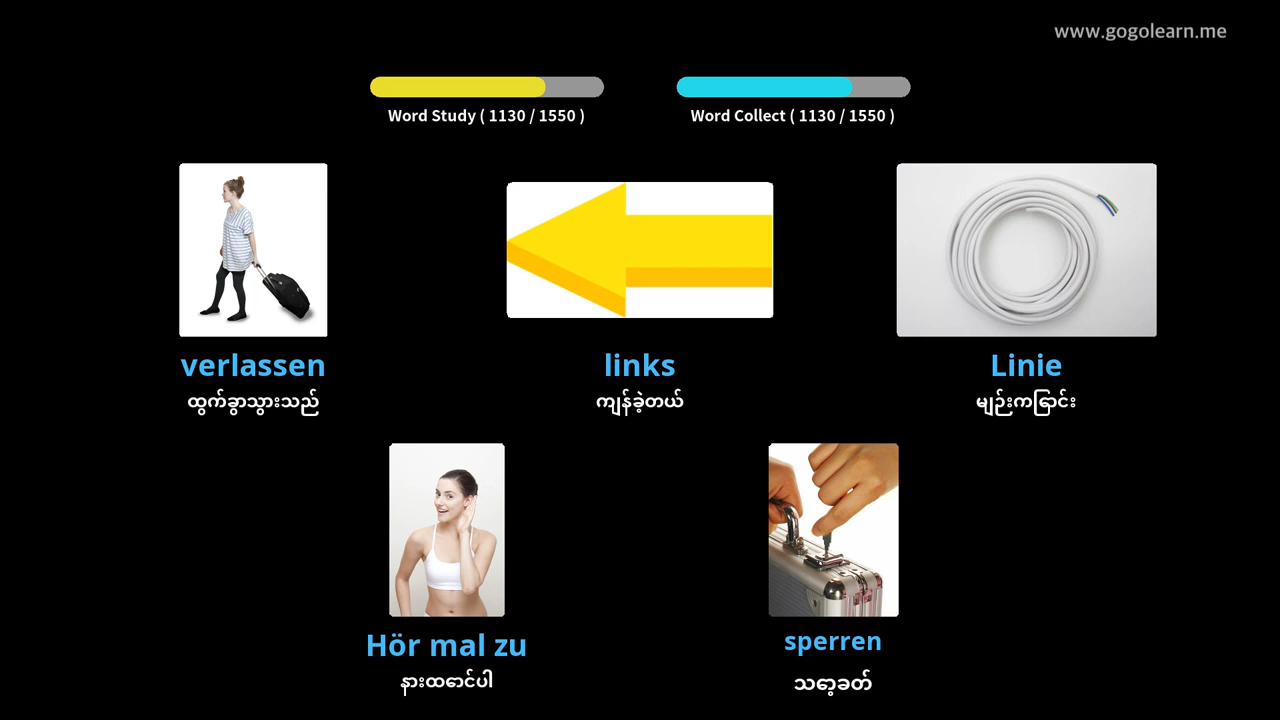 www.gogolearn.me
Word Study ( 1130 / 1550 )
Word Collect ( 1130 / 1550 )
verlassen
ထွက်ခွာသွားသည်
links
ကျန်ခဲ့တယ်
Linie
မျဉ်းကြောင်း
Hör mal zu
နားထောင်ပါ
sperren
သော့ခတ်